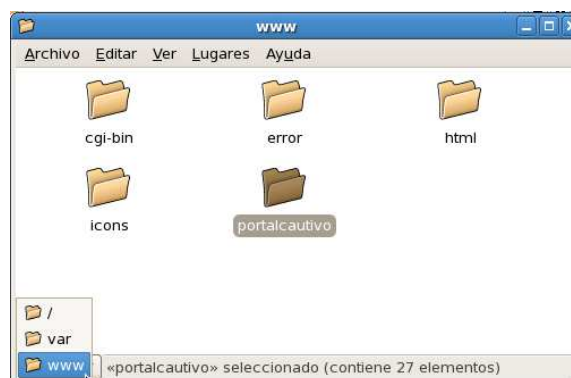 www
Archivo Editar Ver Lugares Ayuda
cgi-bin error html
icons portalcautivo
/
var
www «portalcautivo» seleccionado (contiene 27 elementos)